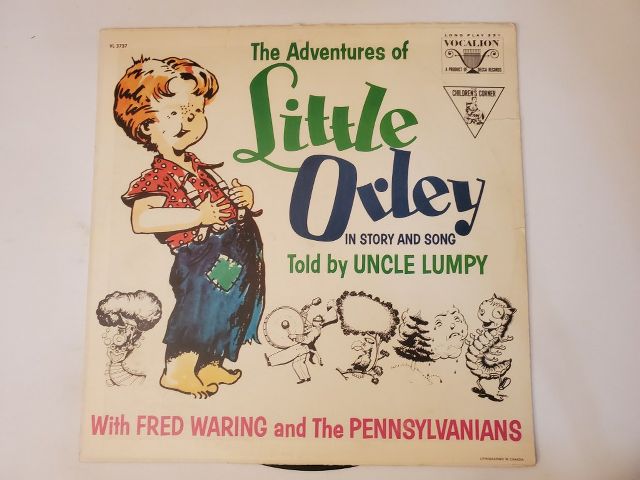 VL 3737
The Adventures of
Little
Orley
IN STORY AND SONG
Told by UNCLE LUMPY
LONG PLAY 33⅓
VOCALION
A PRODUCT OF DECCA RECORDS
CHILDREN'S CORNER
With FRED WARING and The PENNSYLVANIANS
LITHOGRAPHED IN CANADA